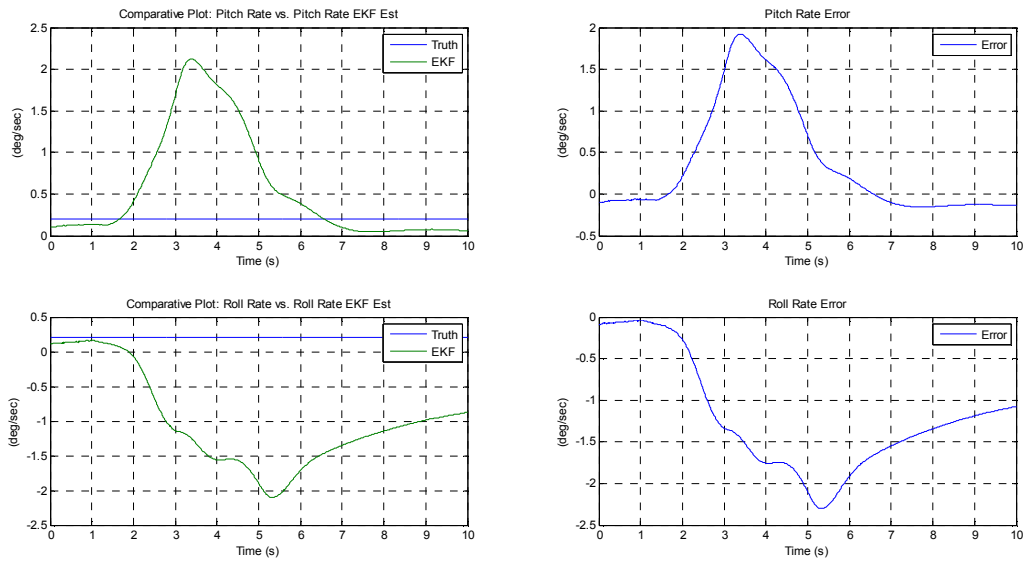 Comparative Plot: Pitch Rate vs. Pitch Rate EKF Est
2.5
2
1.5
1
0.5
0
(deg/sec)
Truth
EKF
0 1 2 3 4 5 6 7 8 9 10
Time (s)
Pitch Rate Error
2
1.5
1
0.5
0
-0.5
(deg/sec)
Error
0 1 2 3 4 5 6 7 8 9 10
Time (s)
Comparative Plot: Roll Rate vs. Roll Rate EKF Est
0.5
0
-0.5
-1
-1.5
-2
-2.5
(deg/sec)
Truth
EKF
0 1 2 3 4 5 6 7 8 9 10
Time (s)
Roll Rate Error
0
-0.5
-1
-1.5
-2
-2.5
(deg/sec)
Error
0 1 2 3 4 5 6 7 8 9 10
Time (s)